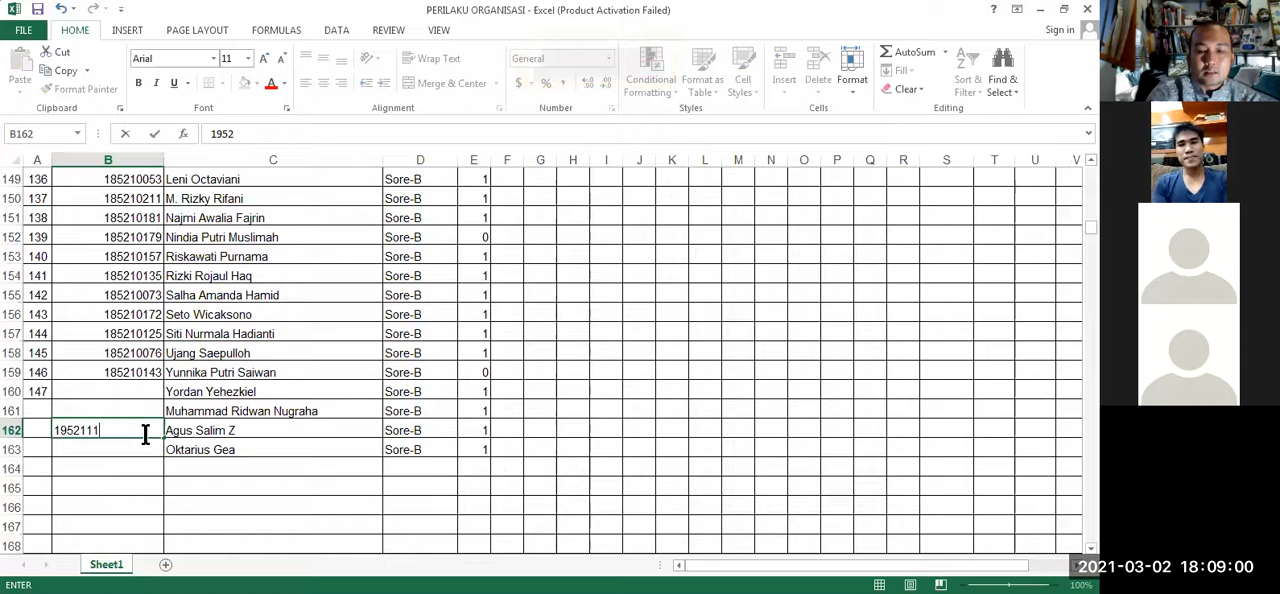 PERILAKU ORGANISASI - Excel (Product Activation Failed)
FILE HOME INSERT PAGE LAYOUT FORMULAS DATA REVIEW VIEW Sign in
Paste Cut Copy Format Painter Clipboard
Arial 11 B I U Font
Wrap Text Merge & Center Alignment
General $ % Number
Conditional Formatting Format as Table Cell Styles Styles
Insert Delete Format Cells
AutoSum Fill Clear Sort & Filter Find & Select Editing
B162 fx 1952
A B C D E F G H I J K L M N O P Q R S T U V
149 136 185210053 Leni Octaviani Sore-B 1
150 137 185210211 M. Rizky Rifani Sore-B 1
151 138 185210181 Najmi Awalia Fajrin Sore-B 1
152 139 185210179 Nindia Putri Muslimah Sore-B 0
153 140 185210157 Riskawati Purnama Sore-B 1
154 141 185210135 Rizki Rojaul Haq Sore-B 1
155 142 185210073 Salha Amanda Hamid Sore-B 1
156 143 185210172 Seto Wicaksono Sore-B 1
157 144 185210125 Siti Nurmala Hadianti Sore-B 1
158 145 185210076 Ujang Saepulloh Sore-B 1
159 146 185210143 Yunnika Putri Saiwan Sore-B 0
160 147 Yordan Yehezkiel Sore-B 1
161 Muhammad Ridwan Nugraha Sore-B 1
162 1952111 Agus Salim Z Sore-B 1
163 Oktarius Gea Sore-B 1
164
165
166
167
168
Sheet1
2021-03-02 18:09:00
ENTER 100%